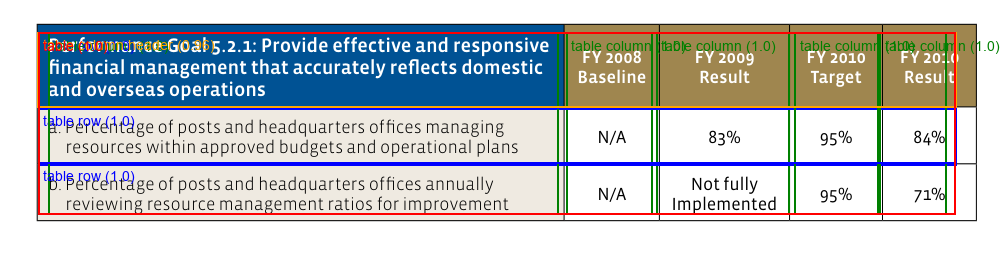 Performance Goal 5.2.1: Provide effective and responsive
financial management that accurately reflects domestic
and overseas operations
FY 2008
Baseline
FY 2009
Result
FY 2010
Target
FY 2010
Result
table column header (0.96)
table column (1.0)
table column (1.0)
table column (1.0)
table column (1.0)
table row (1.0)
a. Percentage of posts and headquarters offices managing
resources within approved budgets and operational plans
N/A
83%
95%
84%
table row (1.0)
b. Percentage of posts and headquarters offices annually
reviewing resource management ratios for improvement
N/A
Not fully
Implemented
95%
71%